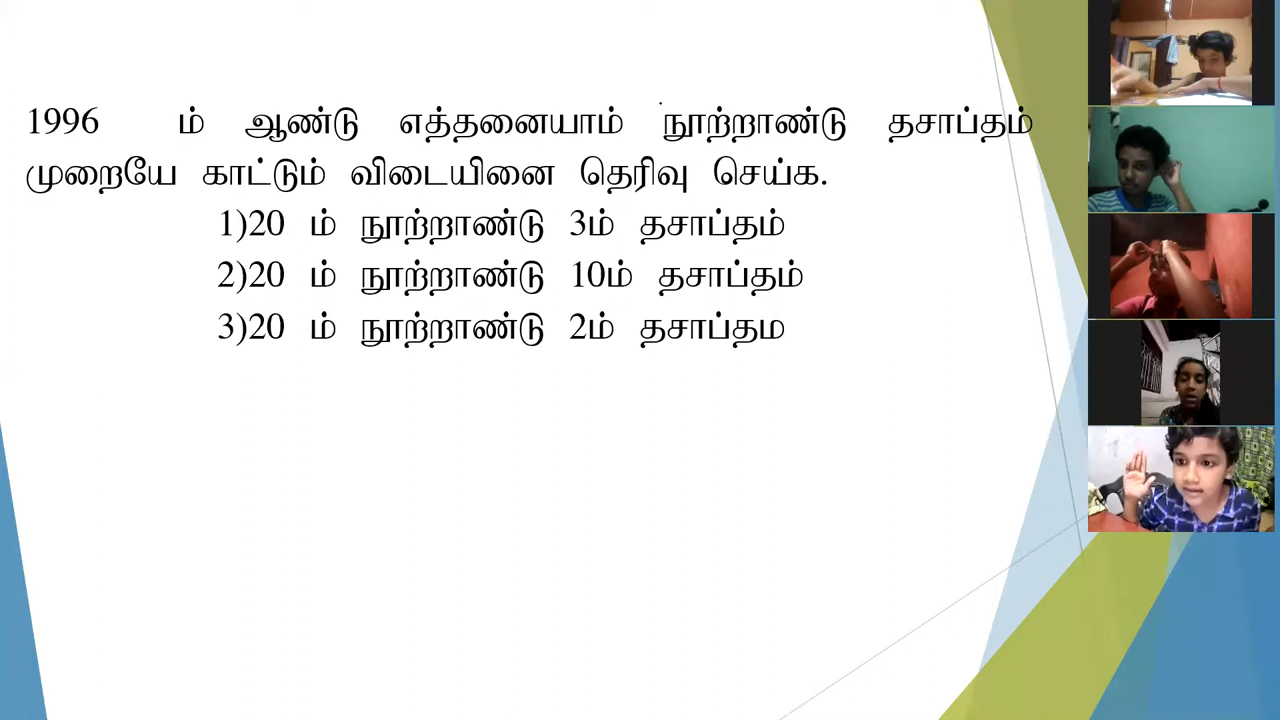 1996 ம் ஆண்டு எத்தனையாம் நூற்றாண்டு தசாப்தம்
முறையே காட்டும் விடையினை தெரிவு செய்க.
1)20 ம் நூற்றாண்டு 3ம் தசாப்தம்
2)20 ம் நூற்றாண்டு 10ம் தசாப்தம்
3)20 ம் நூற்றாண்டு 2ம் தசாப்தம